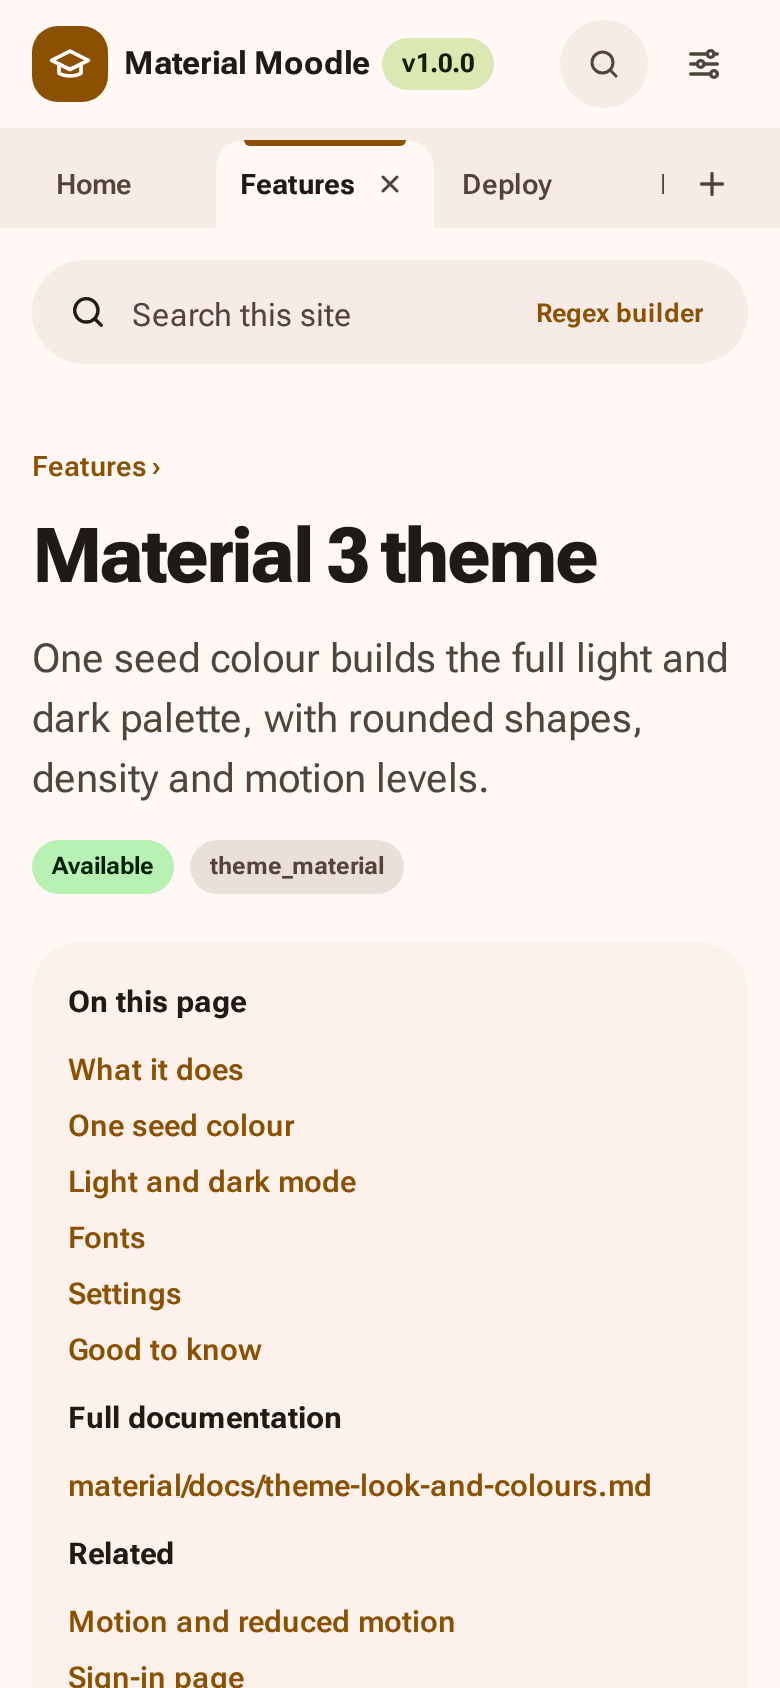 Material Moodle v1.0.0
Home Features Deploy
Search this site Regex builder
Features ›
Material 3 theme
One seed colour builds the full light and
dark palette, with rounded shapes,
density and motion levels.
Available theme_material
On this page
What it does
One seed colour
Light and dark mode
Fonts
Settings
Good to know
Full documentation
material/docs/theme-look-and-colours.md
Related
Motion and reduced motion
Sign-in page